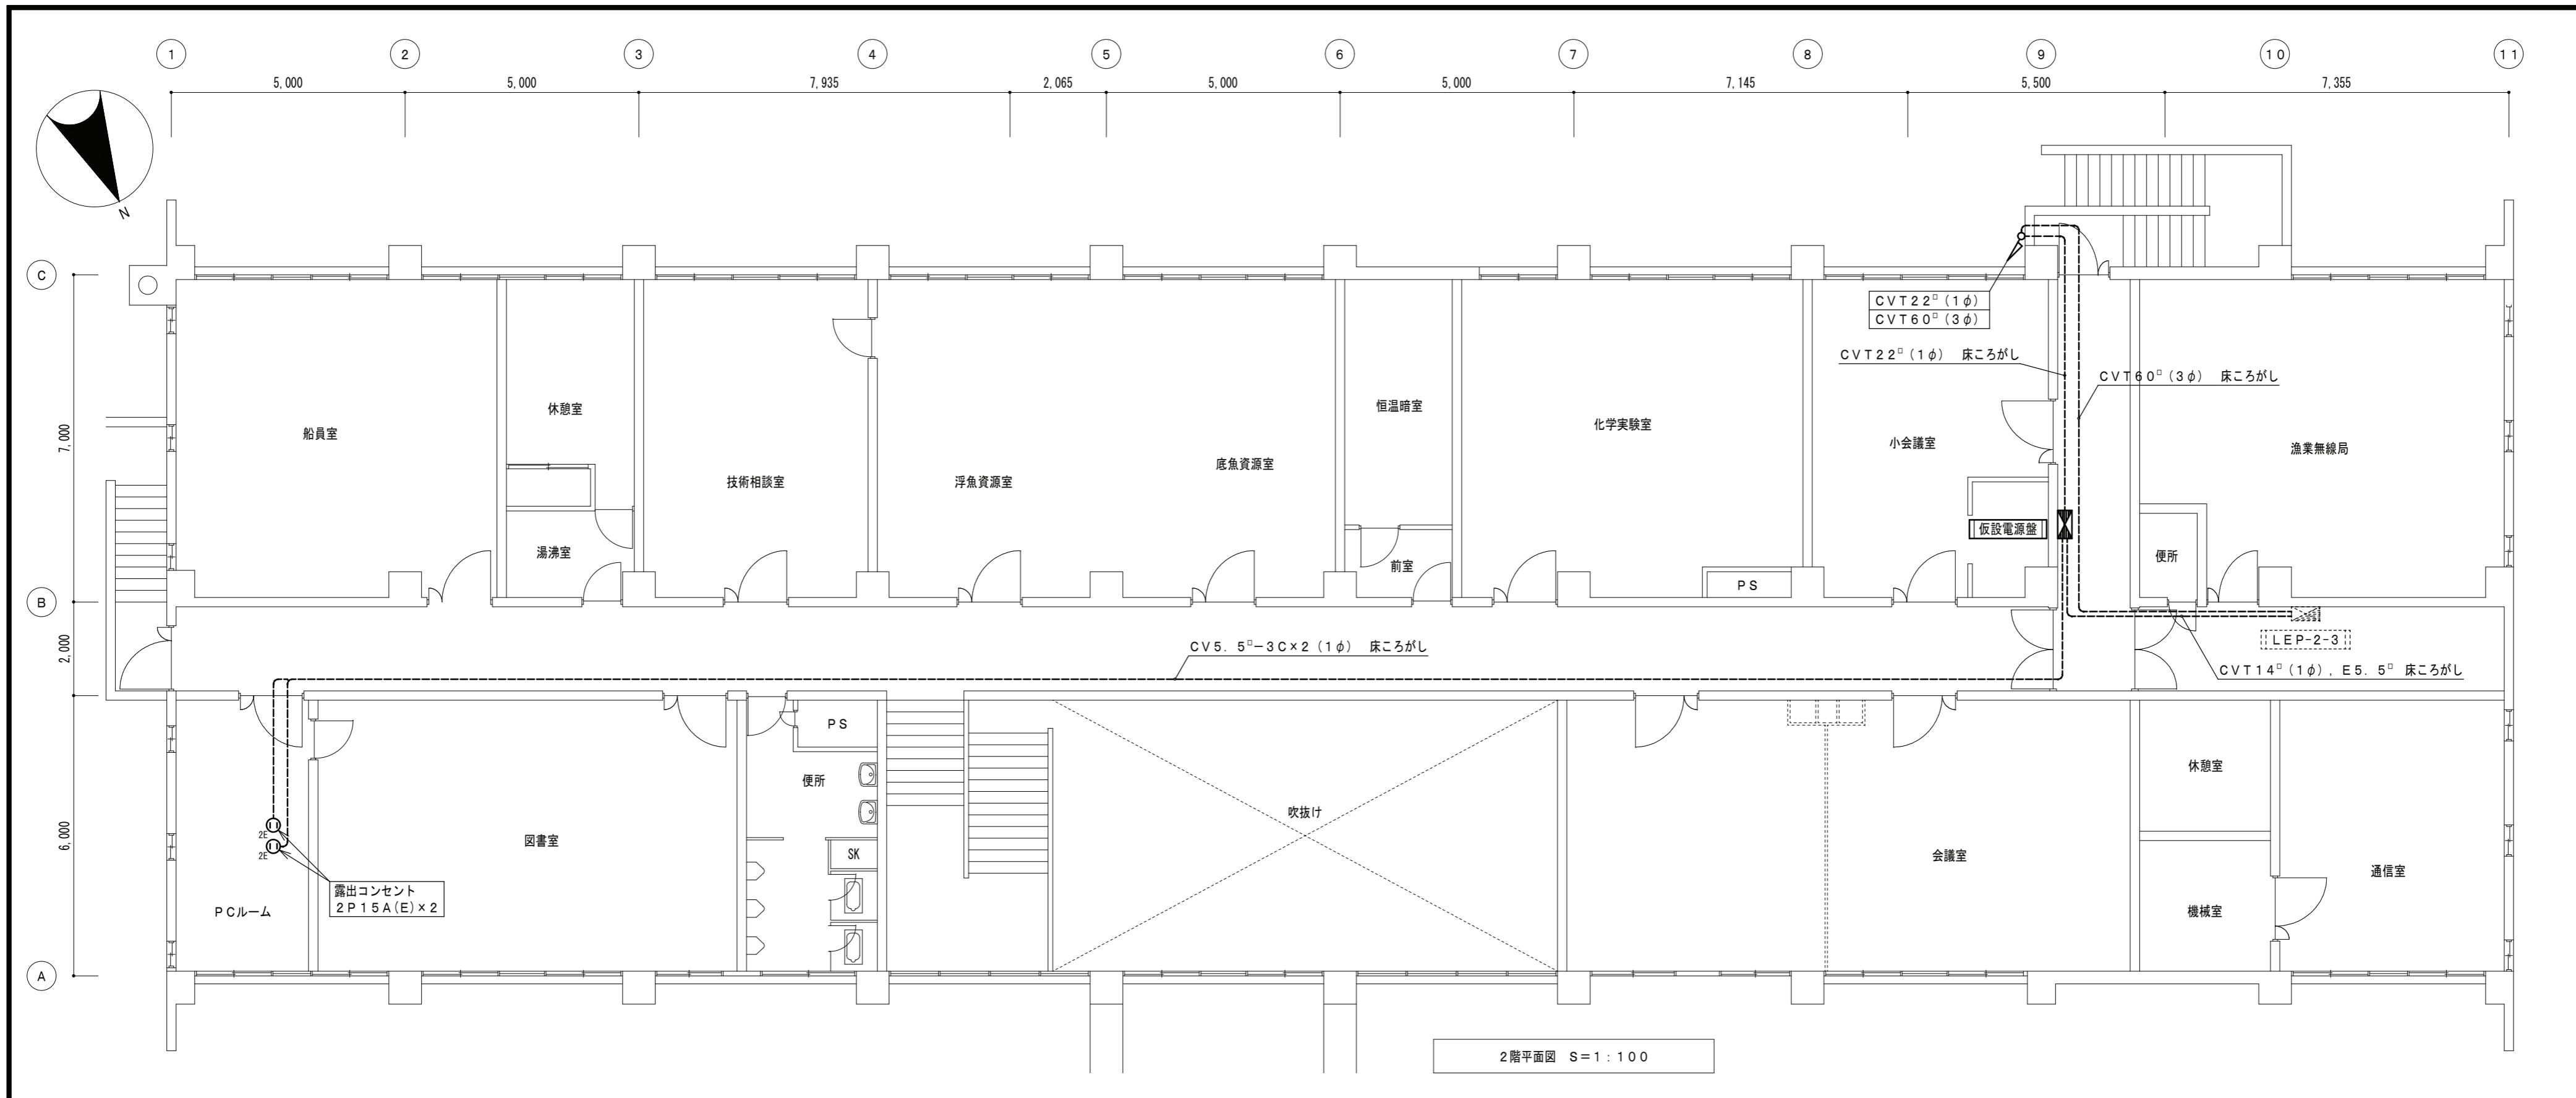 1 2 3 4 5 6 7 8 9 10 11
5,000 5,000 7,935 2,065 5,000 5,000 7,145 5,500 7,355
N
C
B
A
7,000
2,000
6,000
CVT22□(1φ)
CVT60□(3φ)
CVT22□(1φ) 床ころがし
CVT60□(3φ) 床ころがし
船員室
休憩室
湯沸室
技術相談室
浮魚資源室
底魚資源室
恒温暗室
前室
化学実験室
PS
小会議室
仮設電源盤
漁業無線局
便所
LEP-2-3
CV5.5□-3C×2(1φ) 床ころがし
CVT14□(1φ),E5.5□ 床ころがし
2E
2E
露出コンセント
2P15A(E)×2
PCルーム
図書室
PS
便所
SK
吹抜け
会議室
休憩室
機械室
通信室
2階平面図 S=1:100